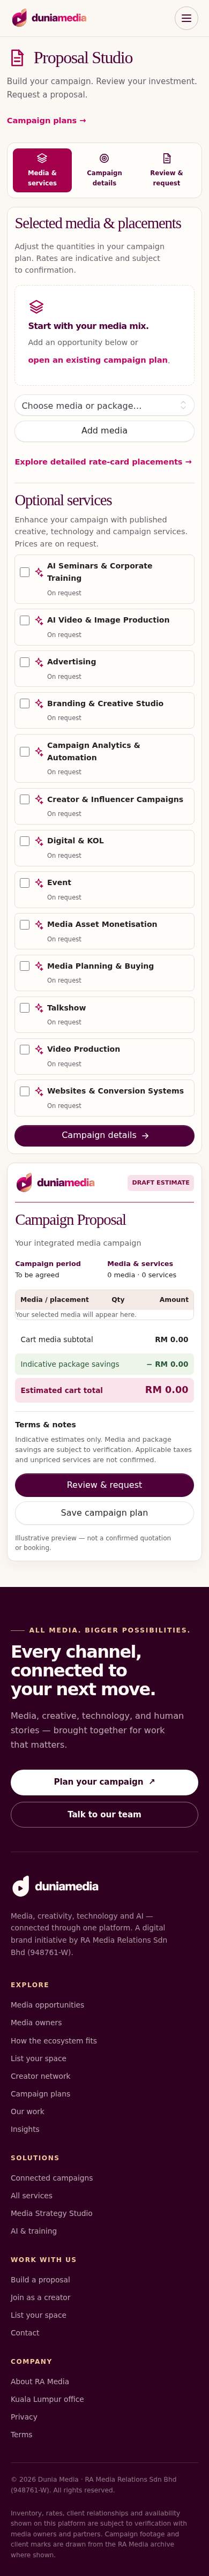 duniamedia
Proposal Studio
Build your campaign. Review your investment.
Request a proposal.
Campaign plans →
Media &
services
Campaign
details
Review &
request
Selected media & placements
Adjust the quantities in your campaign
plan. Rates are indicative and subject
to confirmation.
Start with your media mix.
Add an opportunity below or
open an existing campaign plan.
Choose media or package...
Add media
Explore detailed rate-card placements →
Optional services
Enhance your campaign with published
creative, technology and campaign services.
Prices are on request.
AI Seminars & Corporate
Training
On request
AI Video & Image Production
On request
Advertising
On request
Branding & Creative Studio
On request
Campaign Analytics &
Automation
On request
Creator & Influencer Campaigns
On request
Digital & KOL
On request
Event
On request
Media Asset Monetisation
On request
Media Planning & Buying
On request
Talkshow
On request
Video Production
On request
Websites & Conversion Systems
On request
Campaign details →
duniamedia
DRAFT ESTIMATE
Campaign Proposal
Your integrated media campaign
Campaign period
To be agreed
Media & services
0 media · 0 services
Media / placement Qty Amount
Your selected media will appear here.
Cart media subtotal RM 0.00
Indicative package savings − RM 0.00
Estimated cart total RM 0.00
Terms & notes
Indicative estimates only. Media and package
savings are subject to verification. Applicable taxes
and unpriced services are not confirmed.
Review & request
Save campaign plan
Illustrative preview — not a confirmed quotation
or booking.
ALL MEDIA. BIGGER POSSIBILITIES.
Every channel,
connected to
your next move.
Media, creative, technology and human
stories — brought together for work
that matters.
Plan your campaign ↗
Talk to our team
duniamedia
Media, creativity, technology and AI —
connected through one platform. A digital
brand initiative by RA Media Relations Sdn
Bhd (948761-W).
EXPLORE
Media opportunities
Media owners
How the ecosystem fits
List your space
Creator network
Campaign plans
Our work
Insights
SOLUTIONS
Connected campaigns
All services
Media Strategy Studio
AI & training
WORK WITH US
Build a proposal
Join as a creator
List your space
Contact
COMPANY
About RA Media
Kuala Lumpur office
Privacy
Terms
© 2026 Dunia Media · RA Media Relations Sdn Bhd
(948761-W). All rights reserved.
Inventory, rates, client relationships and availability
shown on this platform are subject to verification with
media owners and partners. Campaign footage and
client marks are drawn from the RA Media archive
where shown.